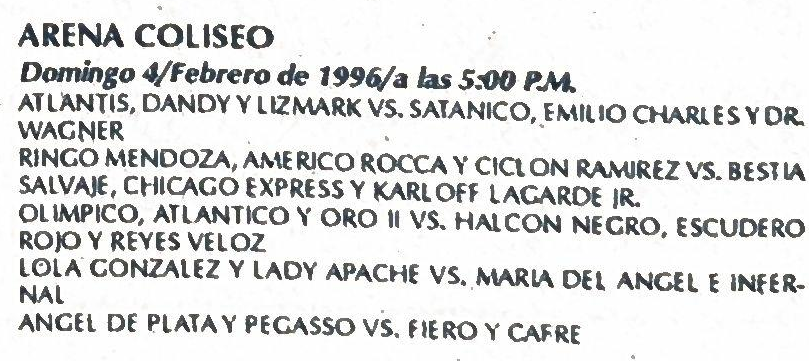 ARENA COLISEO
Domingo 4/Febrero de 1996/a las 5:00 P.M.
ATLANTIS, DANDY Y LIZMARK VS. SATANICO, EMILIO CHARLES Y DR.
WAGNER
RINGO MENDOZA, AMERICO ROCCA Y CICLON RAMIREZ VS. BESTIA
SALVAJE, CHICAGO EXPRESS Y KARLOFF LAGARDE JR.
OLIMPICO, ATLANTICO Y ORO II VS. HALCON NEGRO, ESCUDERO
ROJO Y REYES VELOZ
LOLA GONZALEZ Y LADY APACHE VS. MARIA DEL ANGEL E INFER-
NAL
ANGEL DE PLATA Y PEGASSO VS. FIERO Y CAFRE